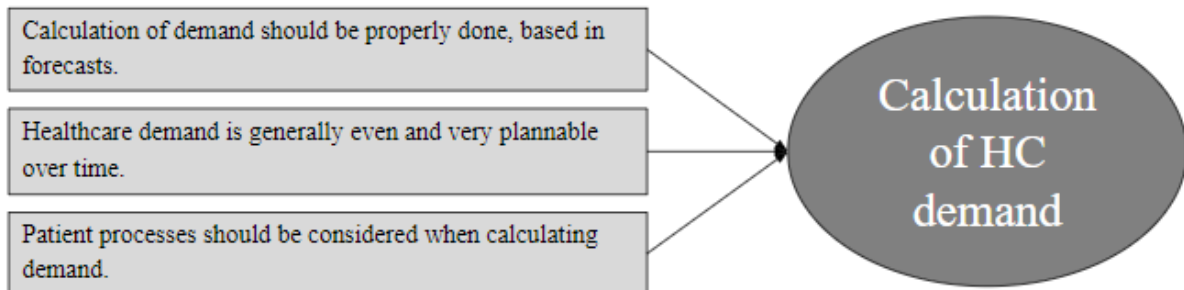 Calculation of demand should be properly done, based in
forecasts.
Healthcare demand is generally even and very plannable
over time.
Patient processes should be considered when calculating
demand.
Calculation
of HC
demand